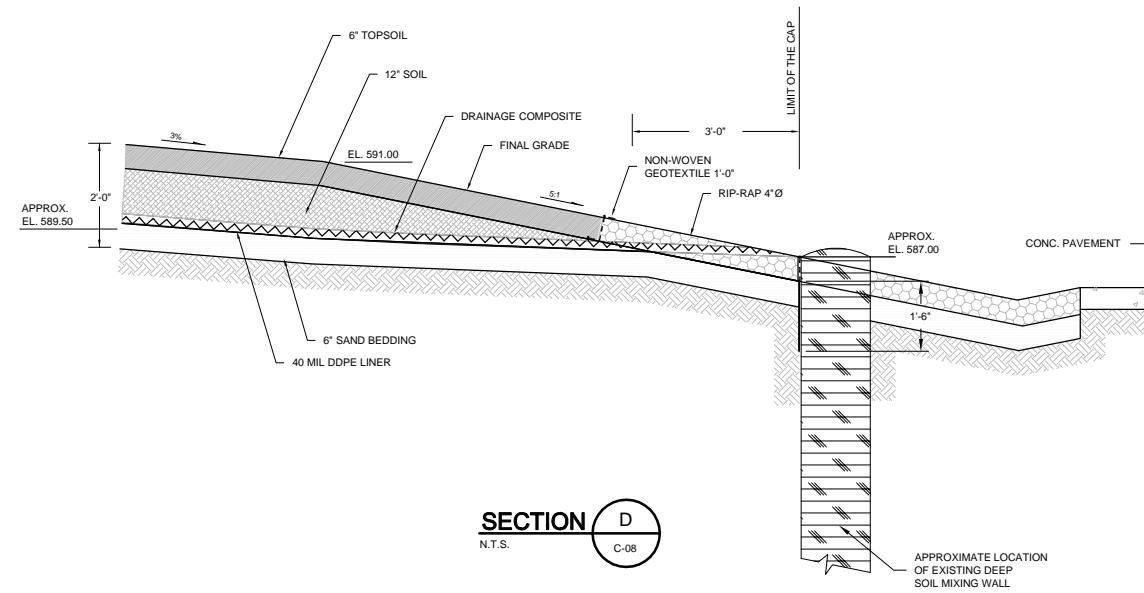 6" TOPSOIL
12" SOIL
DRAINAGE COMPOSITE
FINAL GRADE
LIMIT OF THE CAP
3'-0"
NON-WOVEN
GEOTEXTILE 1'-0"
RIP-RAP 4"Ø
3%
EL. 591.00
5:1
2'-0"
APPROX.
EL. 589.50
APPROX.
EL. 587.00
CONC. PAVEMENT
1'-6"
6" SAND BEDDING
40 MIL DDPE LINER
SECTION
D
N.T.S.
C-08
APPROXIMATE LOCATION
OF EXISTING DEEP
SOIL MIXING WALL